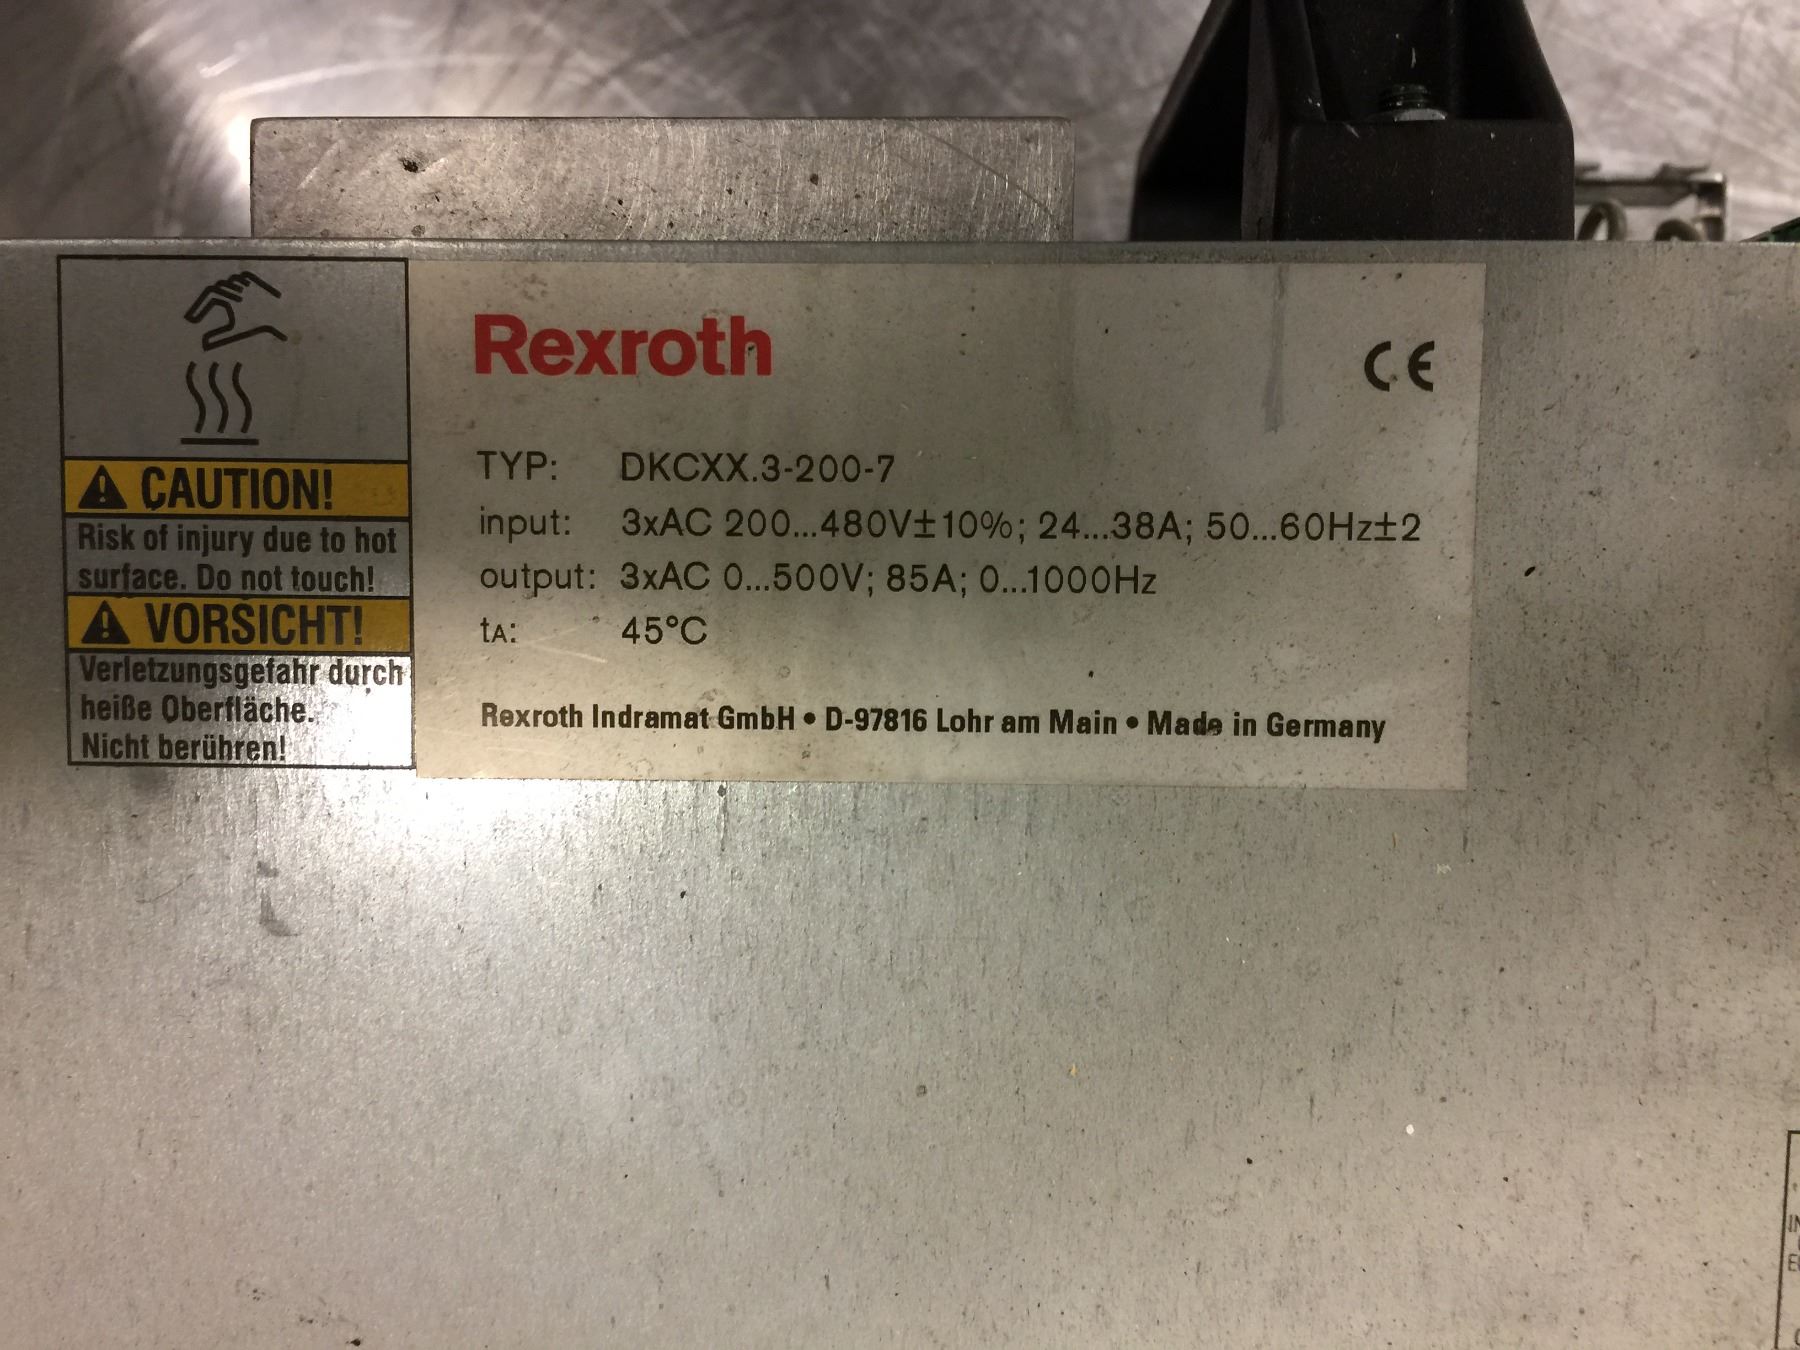 CAUTION!
Risk of injury due to hot
surface. Do not touch!
VORSICHT!
Verletzungsgefahr durch
heiße Oberfläche.
Nicht berühren!
Rexroth
CE
TYP: DKCXX.3-200-7
input: 3xAC 200...480V±10%; 24...38A; 50...60Hz±2
output: 3xAC 0...500V; 85A; 0...1000Hz
tA: 45°C
Rexroth Indramat GmbH • D-97816 Lohr am Main • Made in Germany